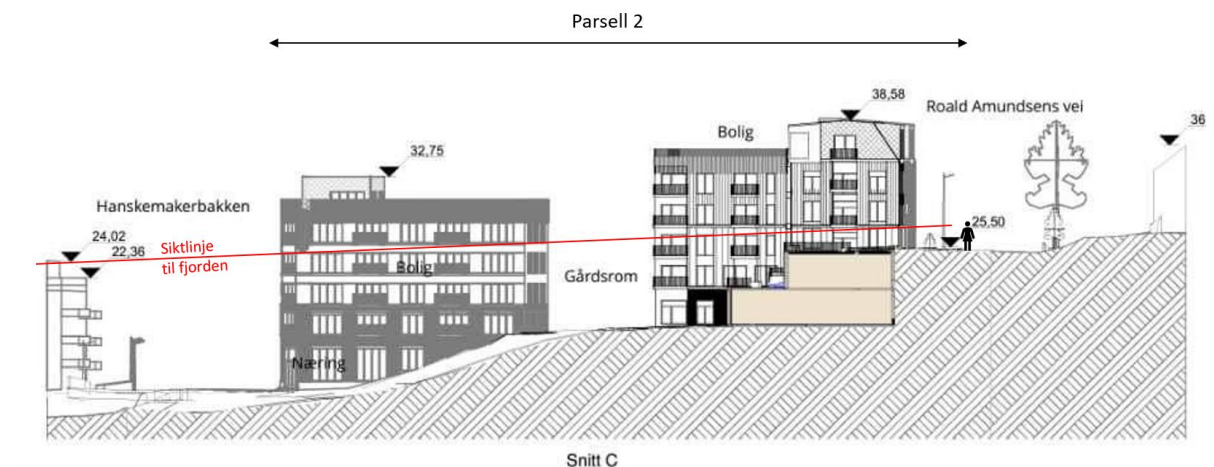 Parsell 2
38,58
Roald Amundsens vei
36
Bolig
32,75
Hanskemakerbakken
24,02
22,36
Siktlinje
til fjorden
25,50
Bolig
Gårdsrom
Næring
Snitt C